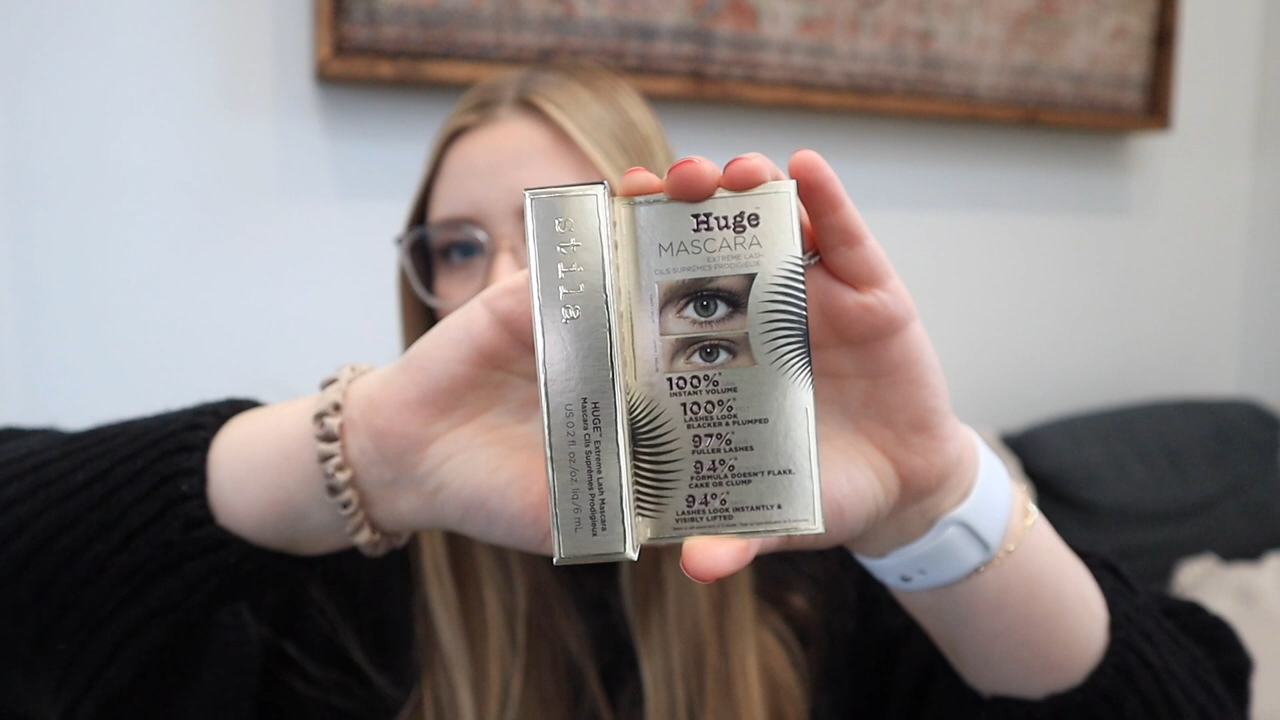 stila
HUGE™ Extreme Lash Mascara
Mascara Cils Suprêmes Prodigieux
US 0.2 fl. oz/oz. liq/6 mL
Huge™
MASCARA
EXTREME LASH
CILS SUPRÊMES PRODIGIEUX
100%*
INSTANT VOLUME
100%*
LASHES LOOK
BLACKER & PLUMPED
97%*
FULLER LASHES
94%*
FORMULA DOESN'T FLAKE,
CAKE OR CLUMP
94%*
LASHES LOOK INSTANTLY &
VISIBLY LIFTED